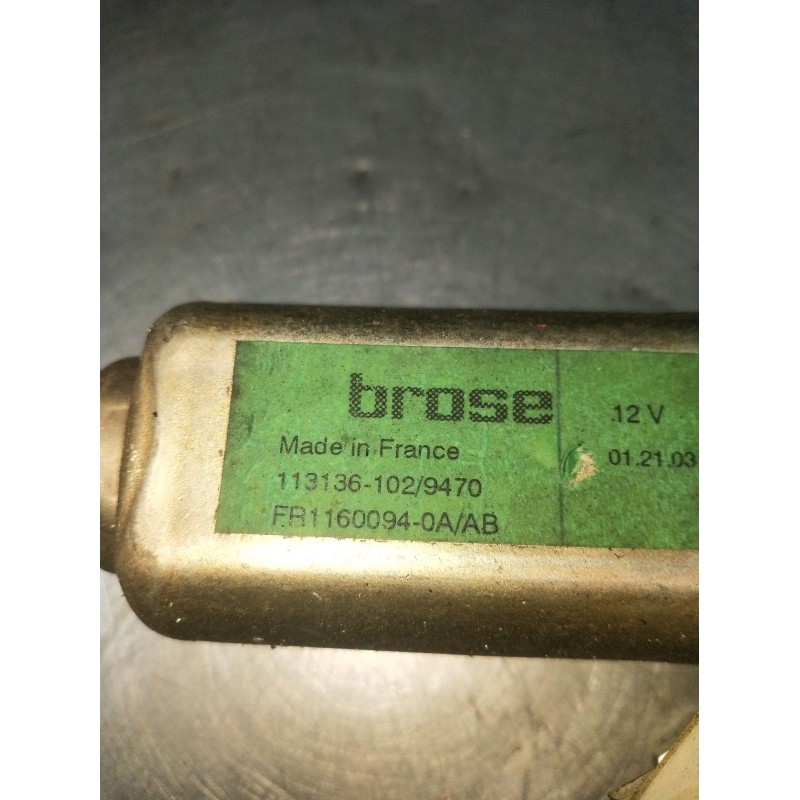 brose
Made in France
113136-102/9470
FR1160094-0A/AB
12 V
01.21.03